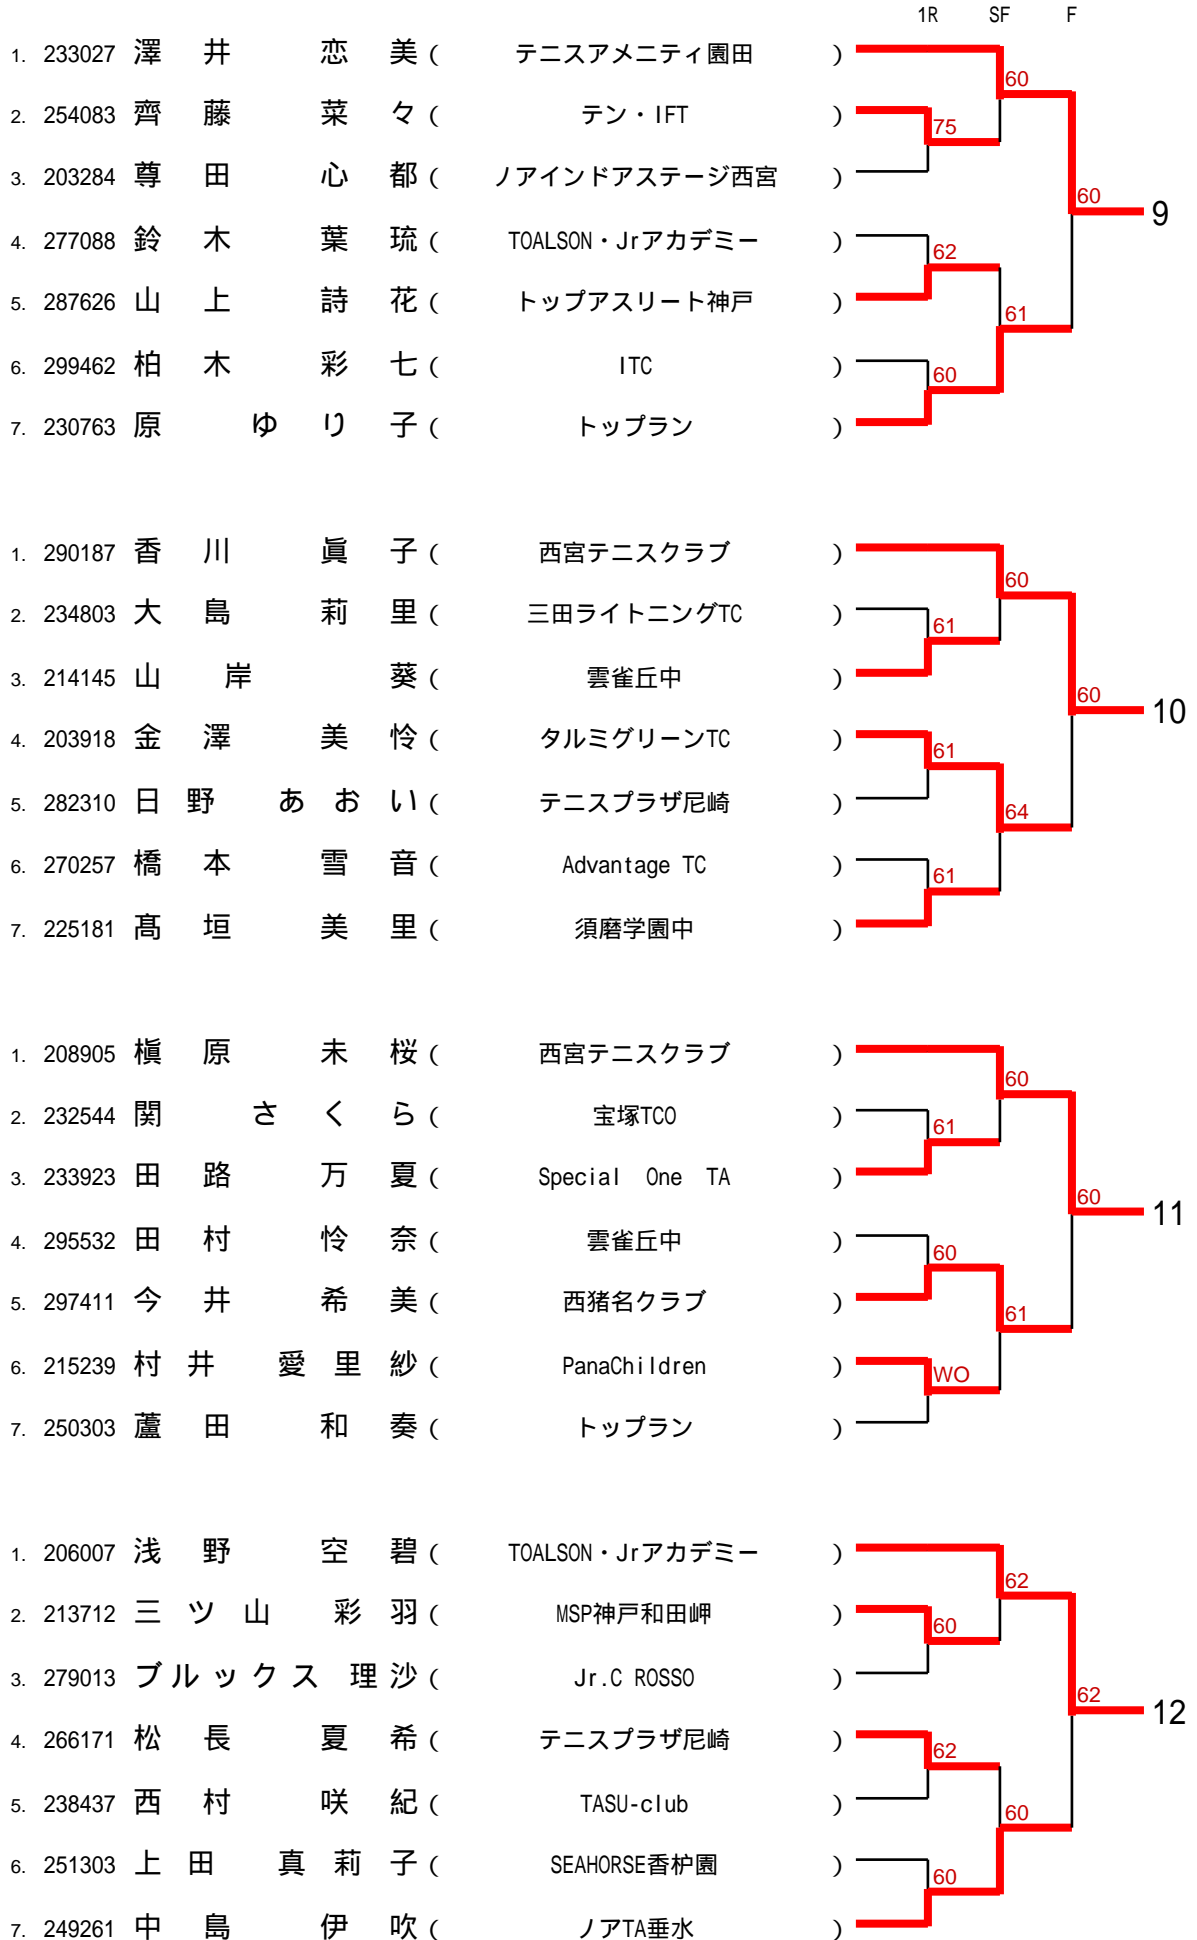 1R SF F
1. 233027 澤井 恋美 ( テニスアメニティ園田 )
60
2. 254083 齊藤 菜々 ( テン・IFT )
75
3. 203284 尊田 心都 ( ノアインドアステージ西宮 )
60 9
4. 277088 鈴木 葉琉 ( TOALSON・Jrアカデミー )
62
5. 287626 山上 詩花 ( トップアスリート神戸 )
61
6. 299462 柏木 彩七 ( ITC )
60
7. 230763 原 ゆり子 ( トップラン )
1. 290187 香川 眞子 ( 西宮テニスクラブ )
60
2. 234803 大島 莉里 ( 三田ライトニングTC )
61
3. 214145 山岸 葵 ( 雲雀丘中 )
60 10
4. 203918 金澤 美怜 ( タルミグリーンTC )
61
5. 282310 日野 あおい ( テニスプラザ尼崎 )
64
6. 270257 橋本 雪音 ( Advantage TC )
61
7. 225181 髙垣 美里 ( 須磨学園中 )
1. 208905 槇原 未桜 ( 西宮テニスクラブ )
60
2. 232544 関 さくら ( 宝塚TCO )
61
3. 233923 田路 万夏 ( Special One TA )
60 11
4. 295532 田村 怜奈 ( 雲雀丘中 )
60
5. 297411 今井 希美 ( 西猪名クラブ )
61
6. 215239 村井 愛里紗 ( PanaChildren )
WO
7. 250303 蘆田 和奏 ( トップラン )
1. 206007 浅野 空碧 ( TOALSON・Jrアカデミー )
62
2. 213712 三ツ山 彩羽 ( MSP神戸和田岬 )
60
3. 279013 ブルックス 理沙 ( Jr.C ROSSO )
62 12
4. 266171 松長 夏希 ( テニスプラザ尼崎 )
62
5. 238437 西村 咲紀 ( TASU-club )
60
6. 251303 上田 真莉子 ( SEAHORSE香枦園 )
60
7. 249261 中島 伊吹 ( ノアTA垂水 )